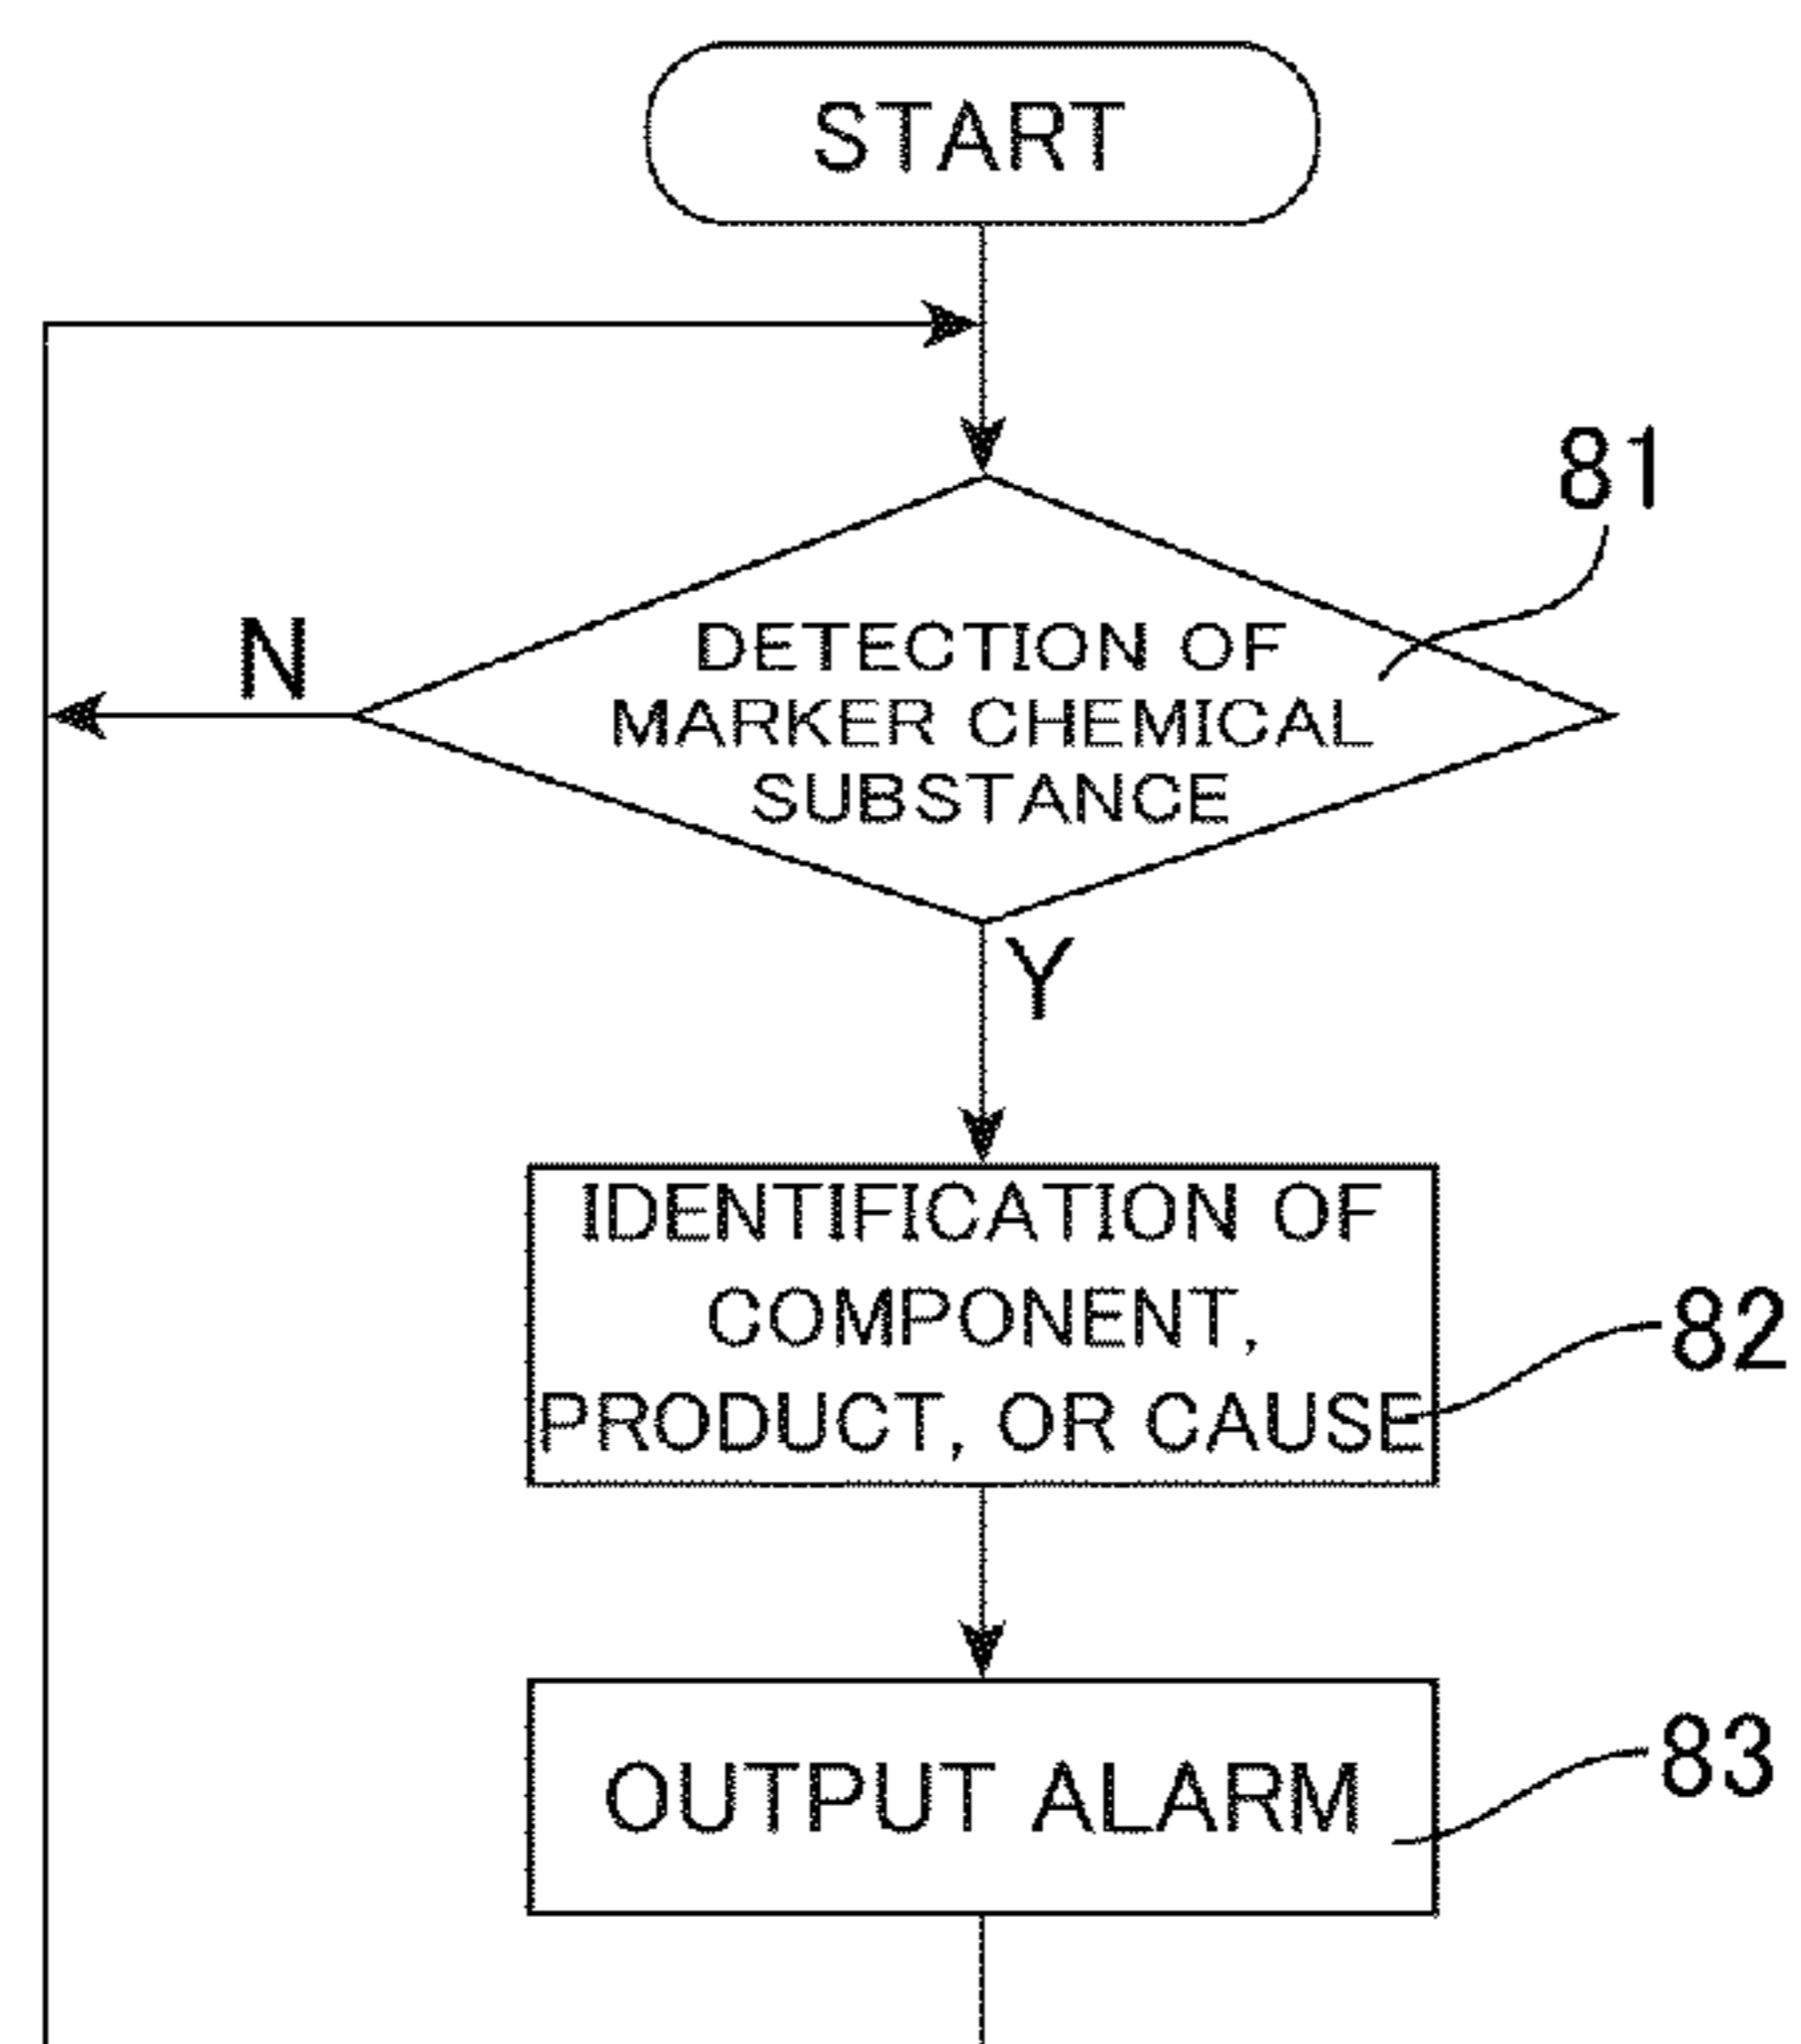 START
81
N
DETECTION OF
MARKER CHEMICAL
SUBSTANCE
Y
IDENTIFICATION OF
COMPONENT,
PRODUCT, OR CAUSE
82
OUTPUT ALARM
83